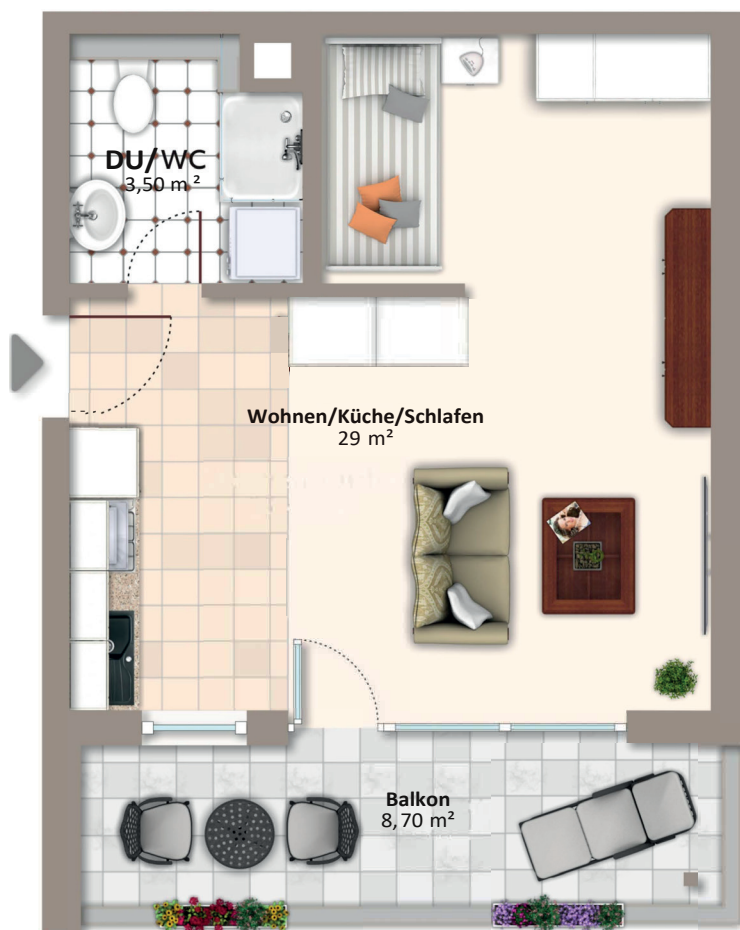 DU/WC
3,50 m²
Wohnen/Küche/Schlafen
29 m²
Balkon
8,70 m²